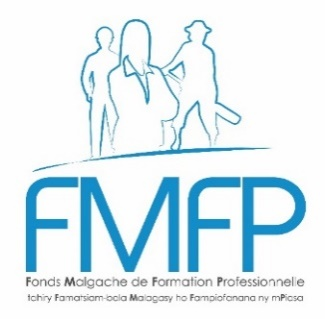 FMFP
Fonds Malgache de Formation Professionnelle
Tahiry Famatsiam-bola Malagasy ho Fampiofanana ny mPiasa